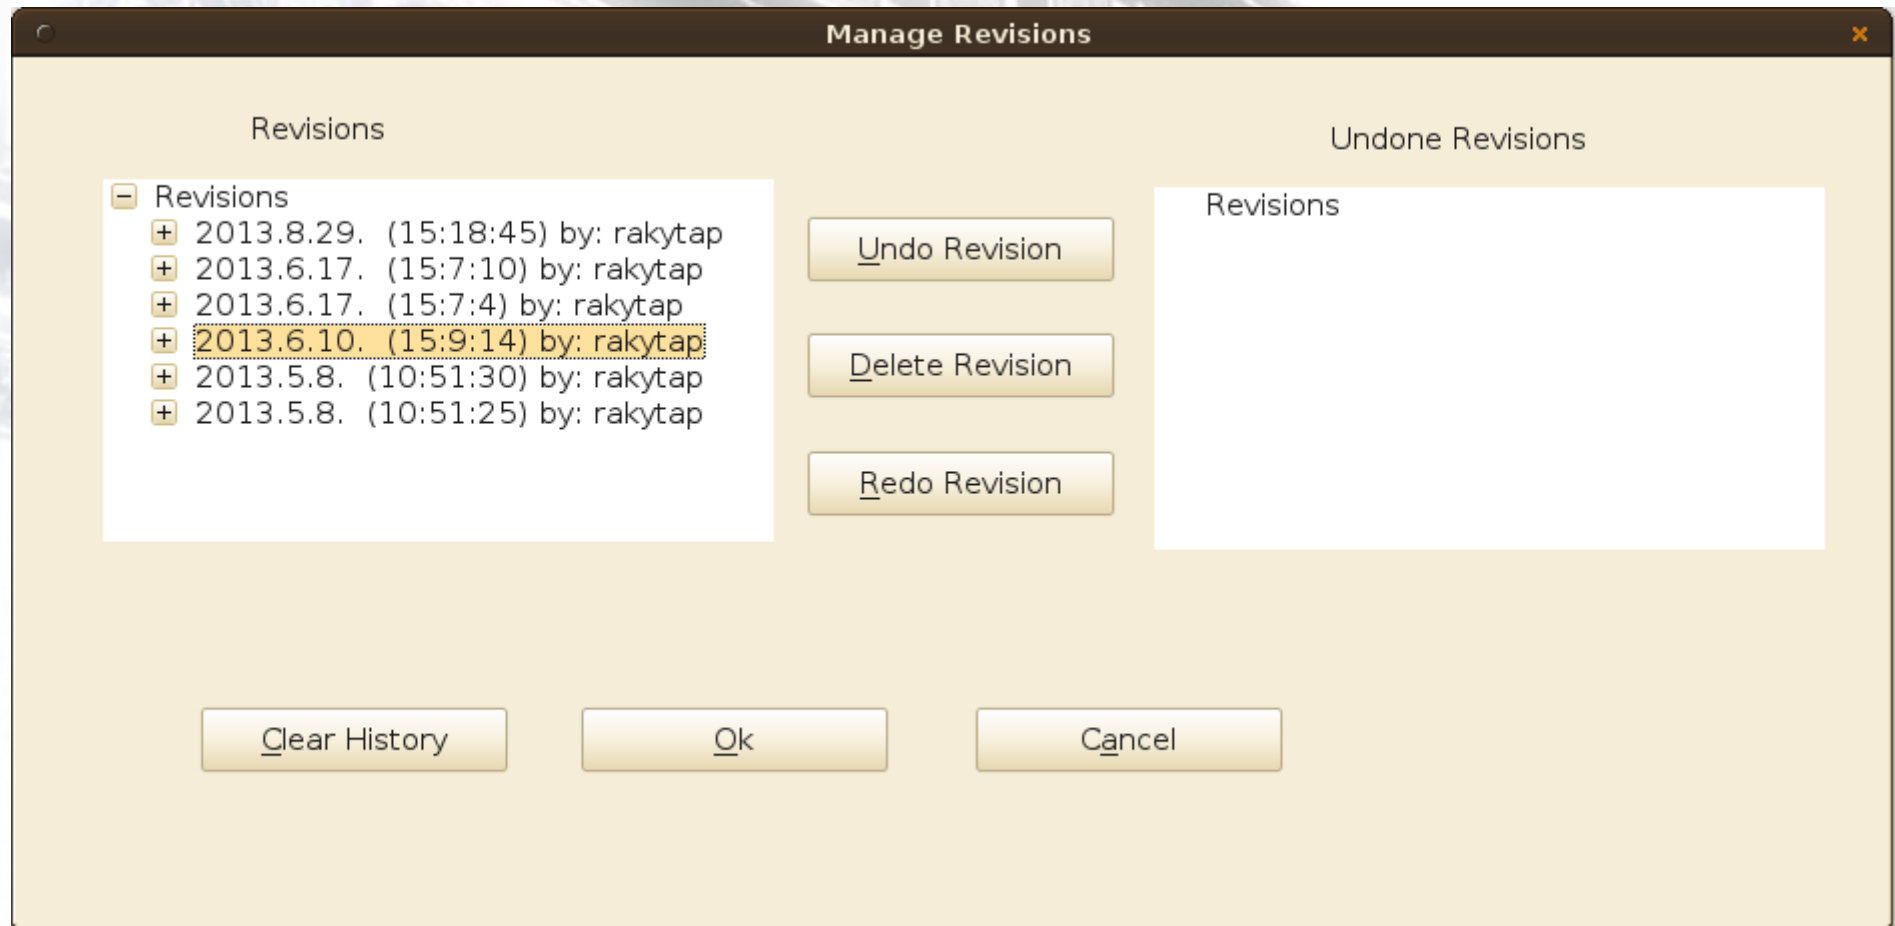 Manage Revisions
Revisions
Undone Revisions
Revisions
2013.8.29. (15:18:45) by: rakytap
2013.6.17. (15:7:10) by: rakytap
2013.6.17. (15:7:4) by: rakytap
2013.6.10. (15:9:14) by: rakytap
2013.5.8. (10:51:30) by: rakytap
2013.5.8. (10:51:25) by: rakytap
Undo Revision
Delete Revision
Redo Revision
Revisions
Clear History
Ok
Cancel